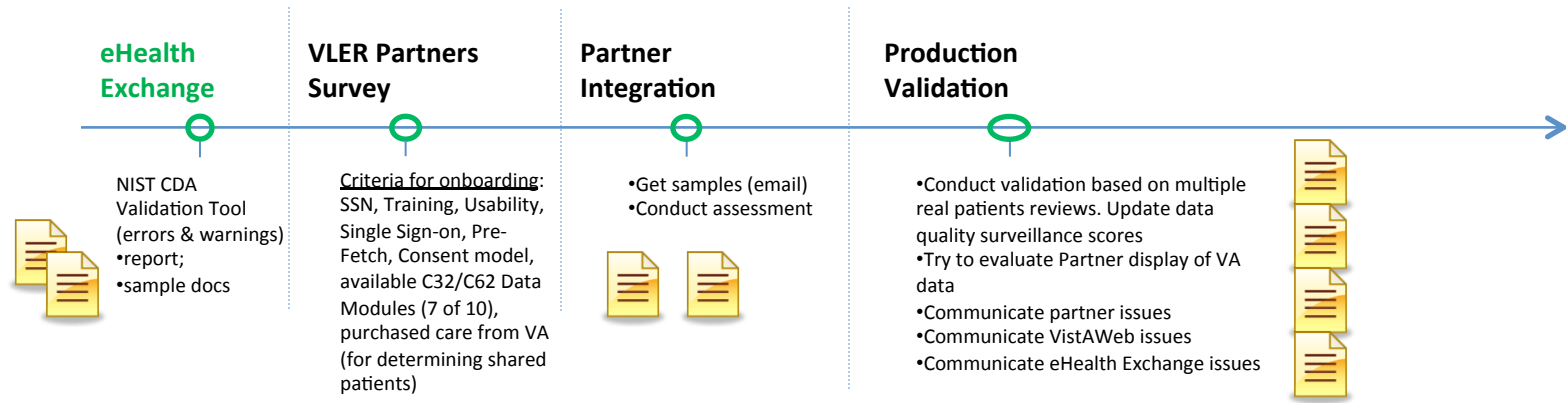 eHealth
Exchange
VLER Partners
Survey
Partner
Integration
Production
Validation
NIST CDA
Validation Tool
(errors & warnings)
•report;
•sample docs
Criteria for onboarding:
SSN, Training, Usability,
Single Sign-on, Pre-
Fetch, Consent model,
available C32/C62 Data
Modules (7 of 10),
purchased care from VA
(for determining shared
patients)
•Get samples (email)
•Conduct assessment
•Conduct validation based on multiple
real patients reviews. Update data
quality surveillance scores
•Try to evaluate Partner display of VA
data
•Communicate partner issues
•Communicate VistAWeb issues
•Communicate eHealth Exchange issues